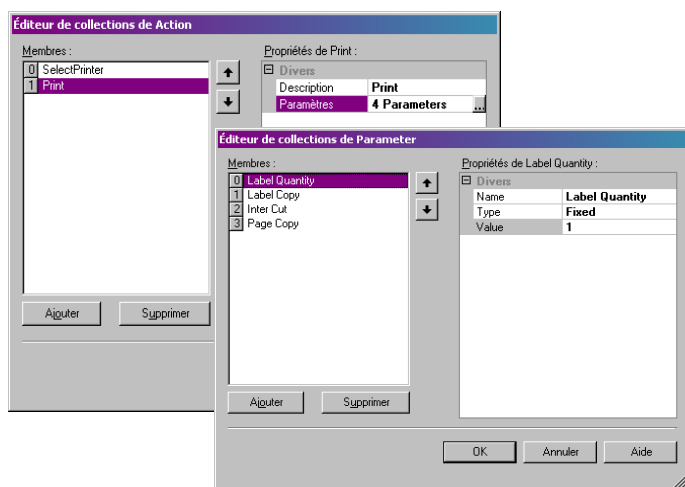 Éditeur de collections de Action
Membres :
0 SelectPrinter
1 Print
Propriétés de Print :
Divers
Description Print
Paramètres 4 Parameters ...
Ajouter Supprimer
Éditeur de collections de Parameter
Membres :
0 Label Quantity
1 Label Copy
2 Inter Cut
3 Page Copy
Propriétés de Label Quantity :
Divers
Name Label Quantity
Type Fixed
Value 1
Ajouter Supprimer
OK Annuler Aide